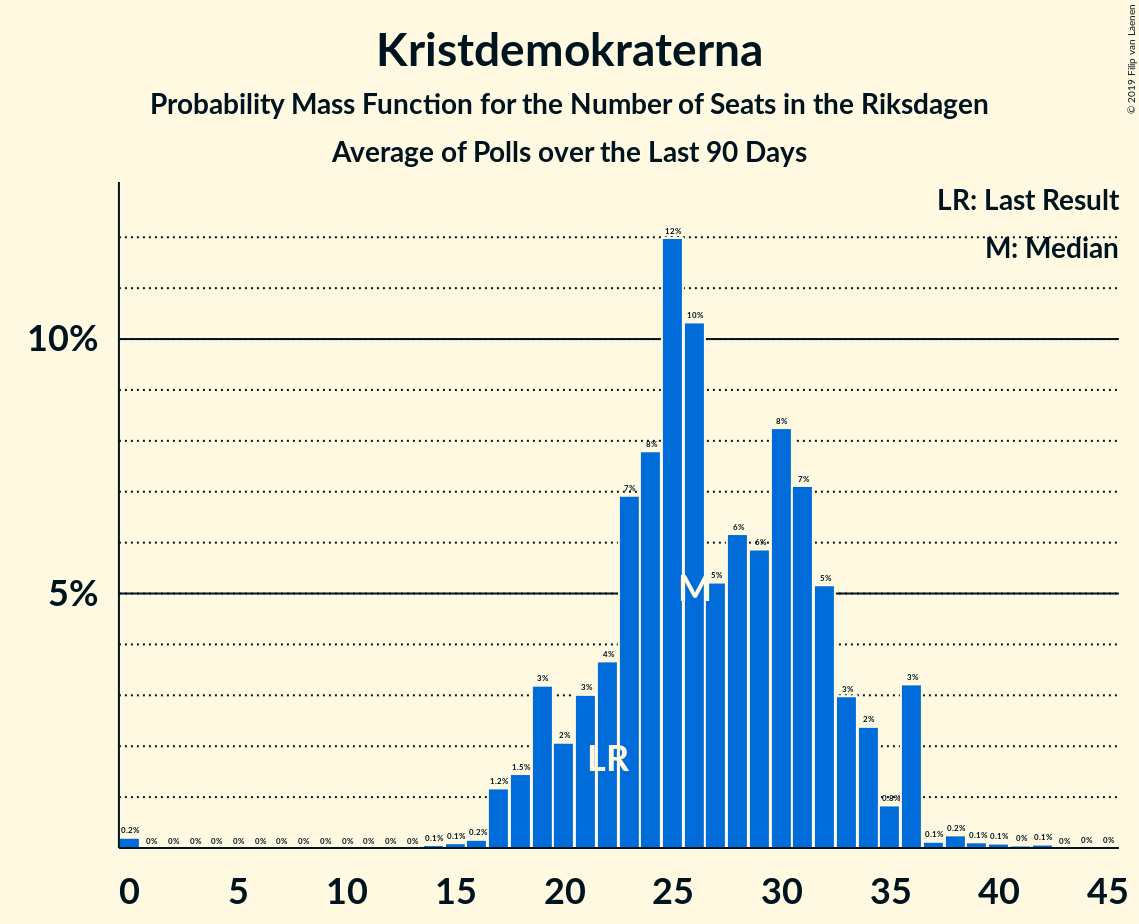 Kristdemokraterna
Probability Mass Function for the Number of Seats in the Riksdagen
Average of Polls over the Last 90 Days
© 2019 Filip van Laenen
LR: Last Result
M: Median
10%
5%
0.2% 0% 0% 0% 0% 0% 0% 0% 0% 0% 0% 0% 0% 0% 0.1% 0.1% 0.2% 1.2% 1.5% 3% 2% 3% 4% 7% 8% 12% 10% 5% 6% 6% 8% 7% 5% 3% 2% 0.8% 3% 0.1% 0.2% 0.1% 0.1% 0% 0.1% 0% 0% 0%
M
LR
0 5 10 15 20 25 30 35 40 45